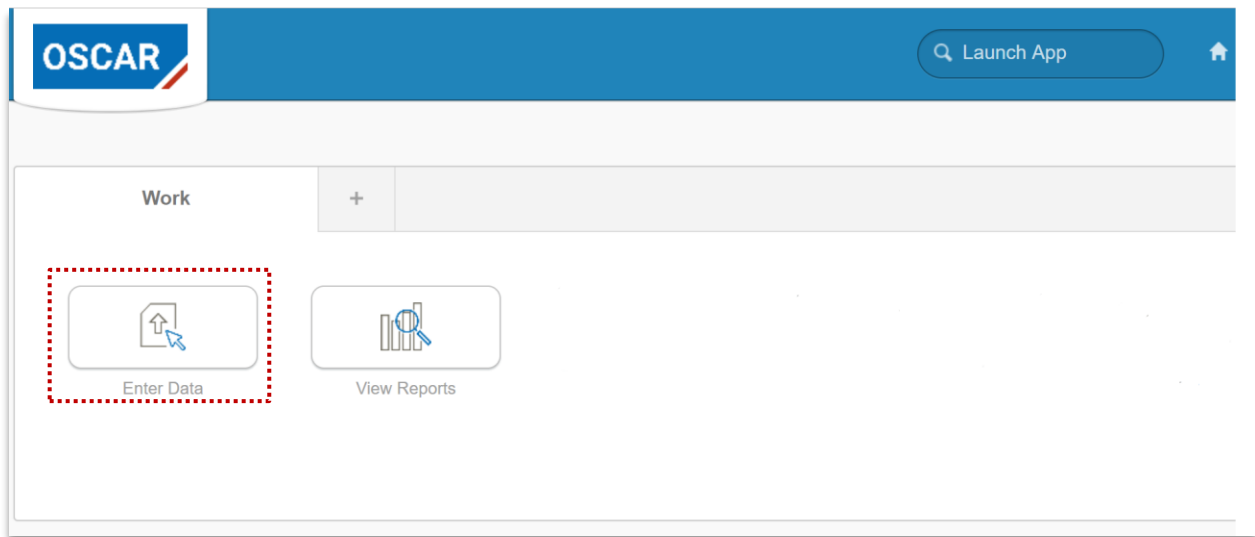 OSCAR
Launch App
Work
+
Enter Data
View Reports